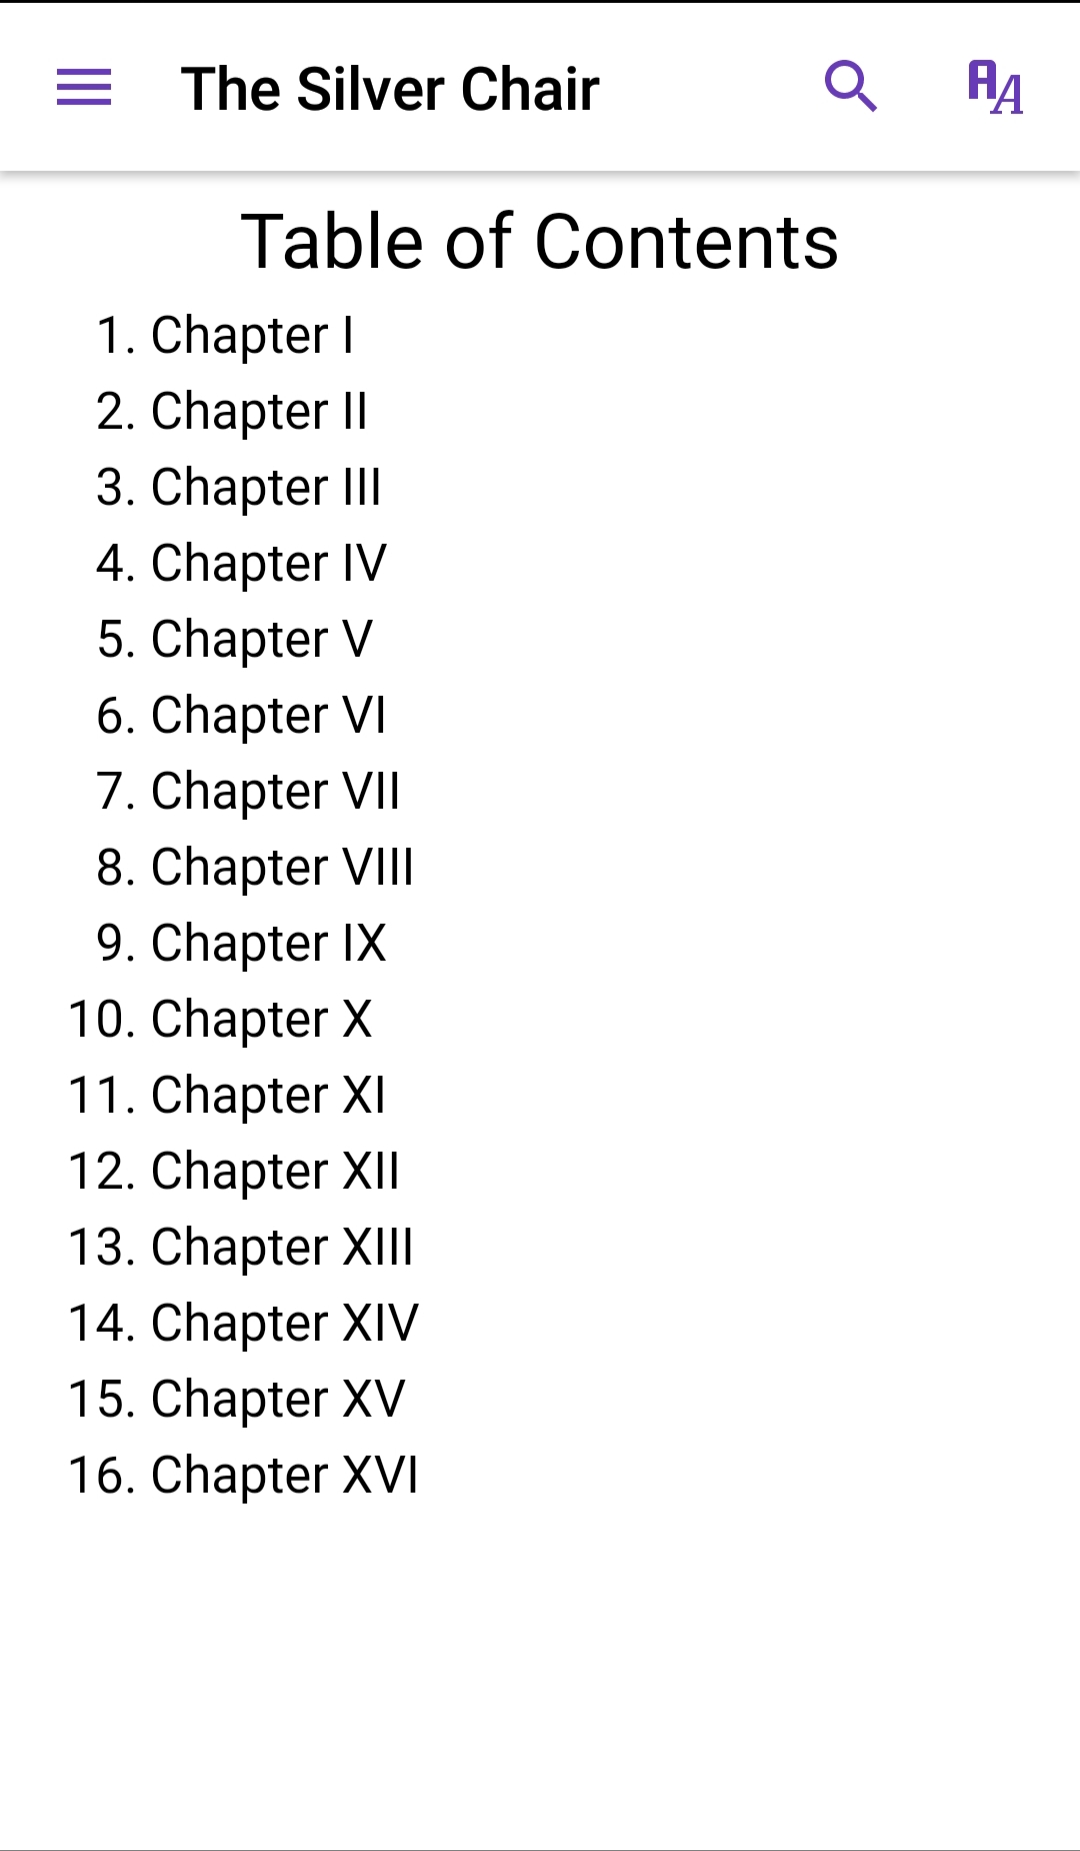 The Silver Chair
Table of Contents
1. Chapter I
2. Chapter II
3. Chapter III
4. Chapter IV
5. Chapter V
6. Chapter VI
7. Chapter VII
8. Chapter VIII
9. Chapter IX
10. Chapter X
11. Chapter XI
12. Chapter XII
13. Chapter XIII
14. Chapter XIV
15. Chapter XV
16. Chapter XVI